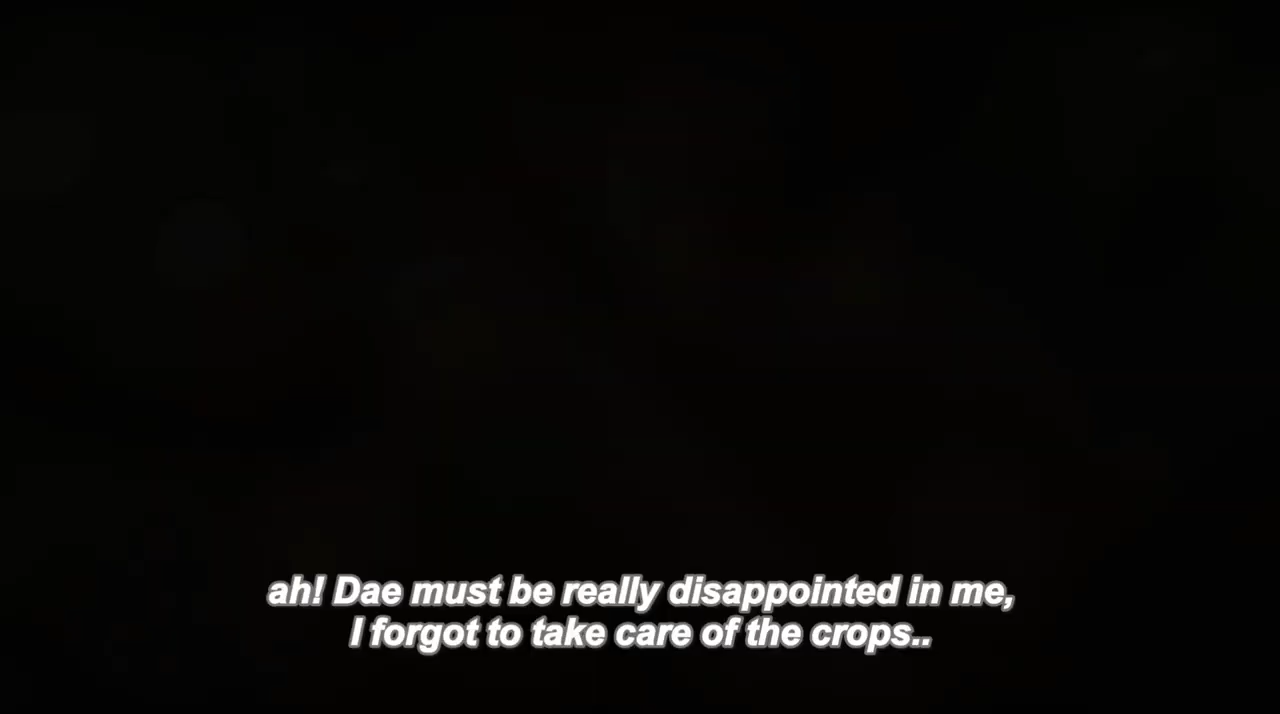 ah! Dae must be really disappointed in me,
I forgot to take care of the crops..